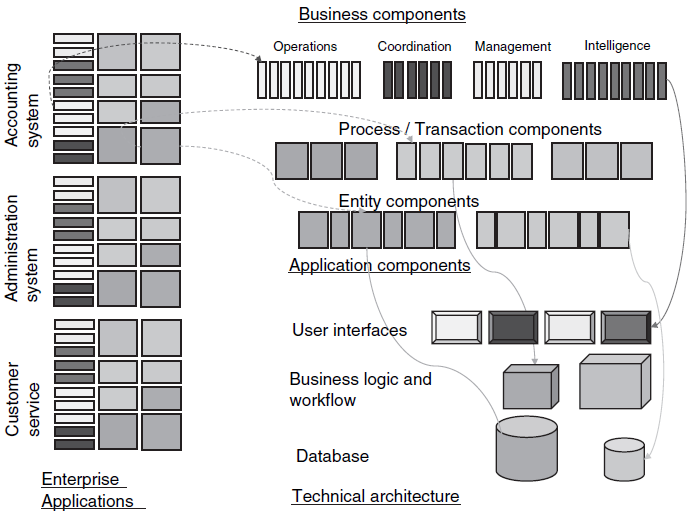 Business components
Operations
Coordination
Management
Intelligence
Accounting
system
Process / Transaction components
Entity components
Administration
system
Application components
User interfaces
Business logic and
workflow
Customer
service
Database
Enterprise
Applications
Technical architecture